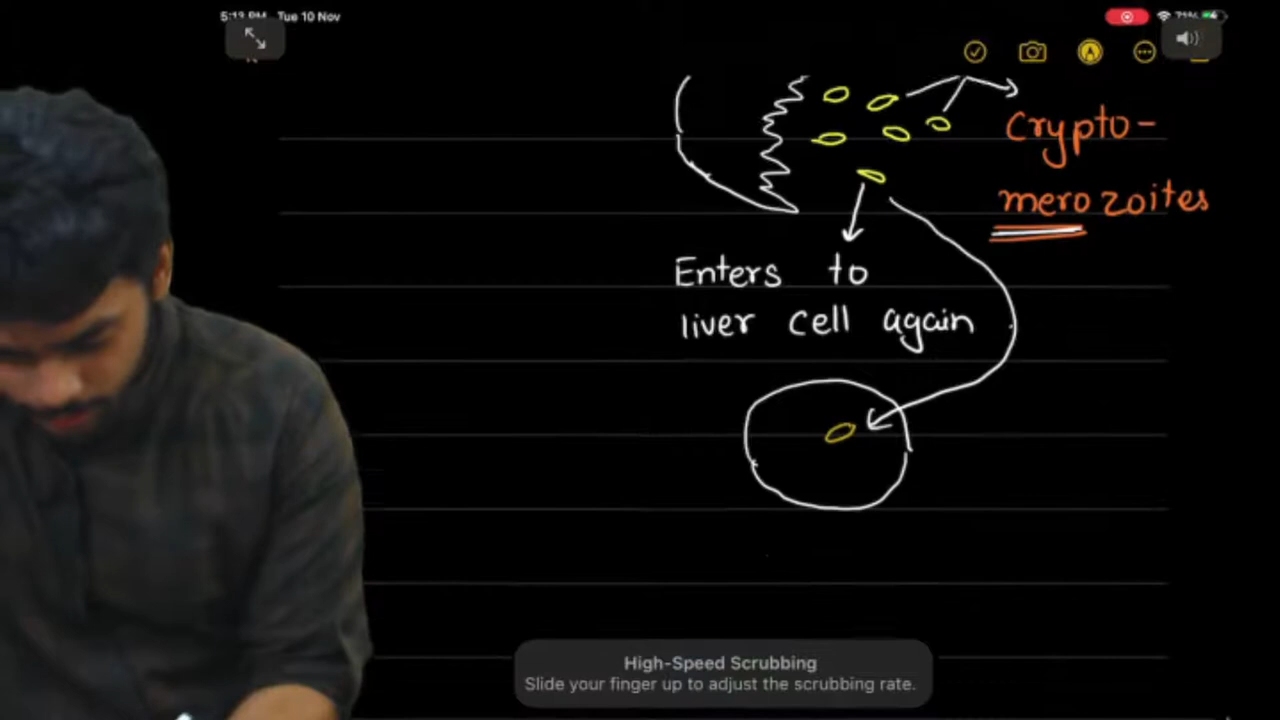 5:13 PM Tue 10 Nov
71%
Crypto-
merozoites
Enters to
liver cell again
High-Speed Scrubbing
Slide your finger up to adjust the scrubbing rate.